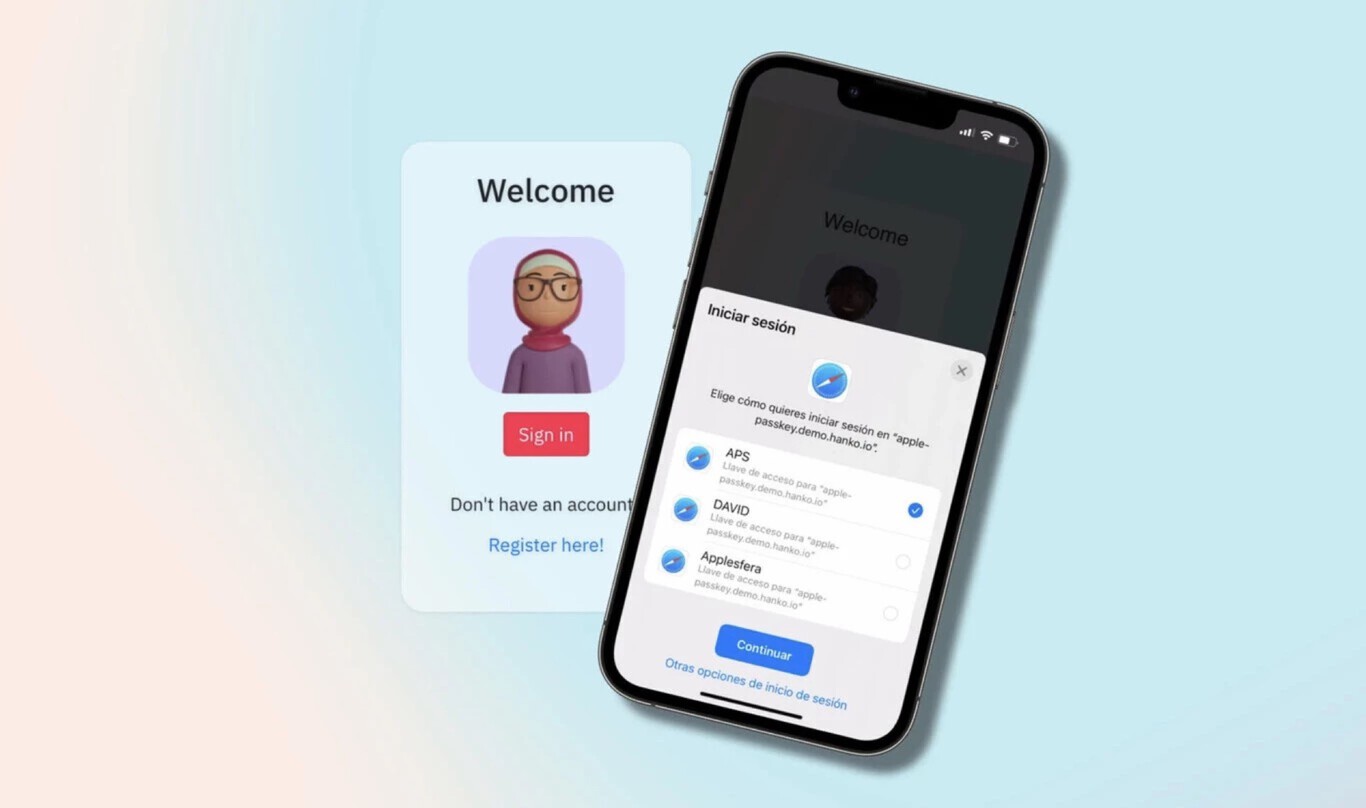 Welcome
Sign in
Don't have an account
Register here!
Welcome
Iniciar sesión
Elige cómo quieres iniciar sesión en “apple-
passkey.demo.hanko.io”.
APS
Llave de acceso para “apple-
passkey.demo.hanko.io”
DAVID
Llave de acceso para “apple-
passkey.demo.hanko.io”
Applesfera
Llave de acceso para “apple-
passkey.demo.hanko.io”
Continuar
Otras opciones de inicio de sesión